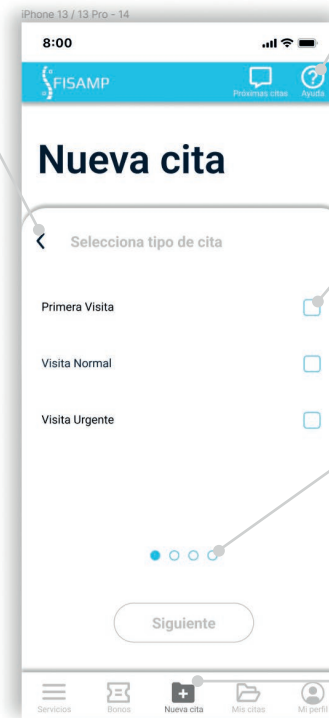 iPhone 13 / 13 Pro - 14
8:00
FISAMP
Próximas citas
Ayuda
Nueva cita
Selecciona tipo de cita
Primera Visita
Visita Normal
Visita Urgente
Siguiente
Servicios
Bonos
Nueva cita
Mis citas
Mi perfil